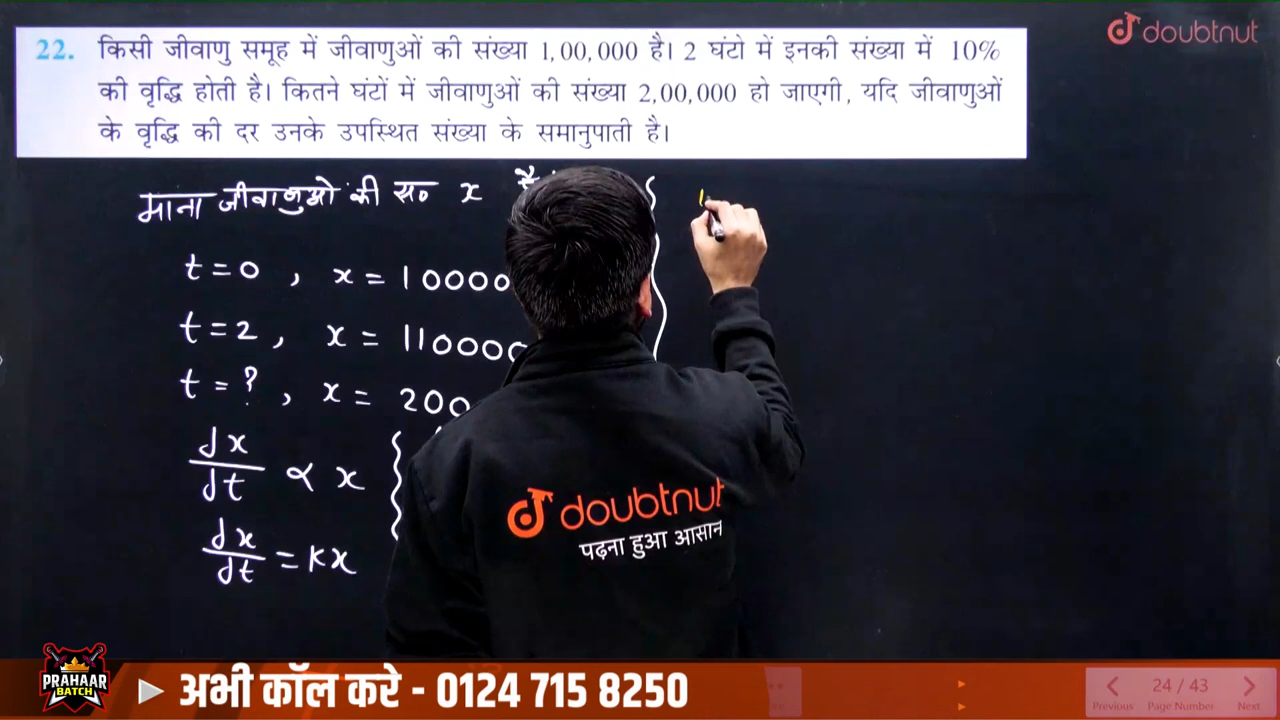 doubtnut
22. किसी जीवाणु समूह में जीवाणुओं की संख्या 1,00,000 है। 2 घंटो में इनकी संख्या में 10%
की वृद्धि होती है। कितने घंटों में जीवाणुओं की संख्या 2,00,000 हो जाएगी, यदि जीवाणुओं
के वृद्धि की दर उनके उपस्थित संख्या के समानुपाती है।
माना जीवाणुओ की स० x है
t=0 , x = 10000
t=2 , x = 110000
t = ? , x = 200
dx/dt ∝ x
dx/dt = kx
doubtnut
पढ़ना हुआ आसान
PRAHAAR
BATCH
अभी कॉल करे - 0124 715 8250
24 / 43
Previous Page Number Next